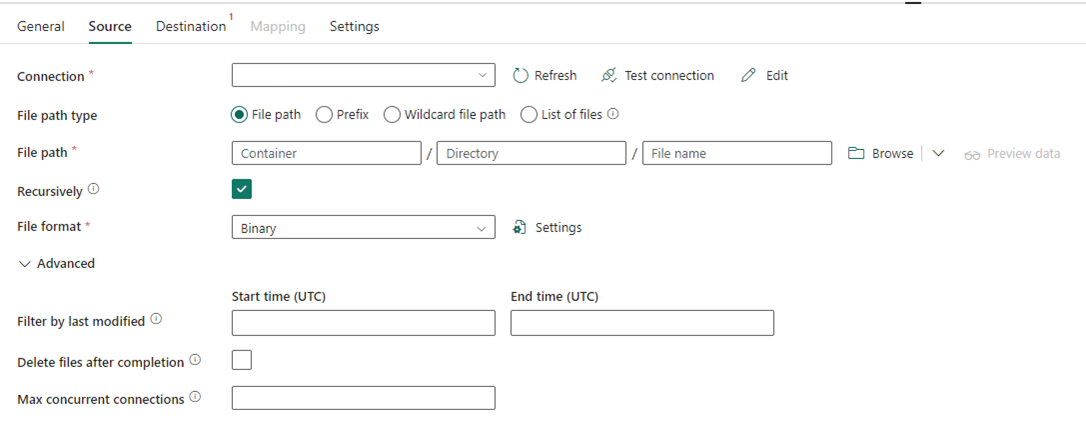 General Source Destination 1 Mapping Settings
Connection * Refresh Test connection Edit
File path type File path Prefix Wildcard file path List of files
File path * Container / Directory / File name Browse Preview data
Recursively
File format * Binary Settings
Advanced
Start time (UTC) End time (UTC)
Filter by last modified
Delete files after completion
Max concurrent connections